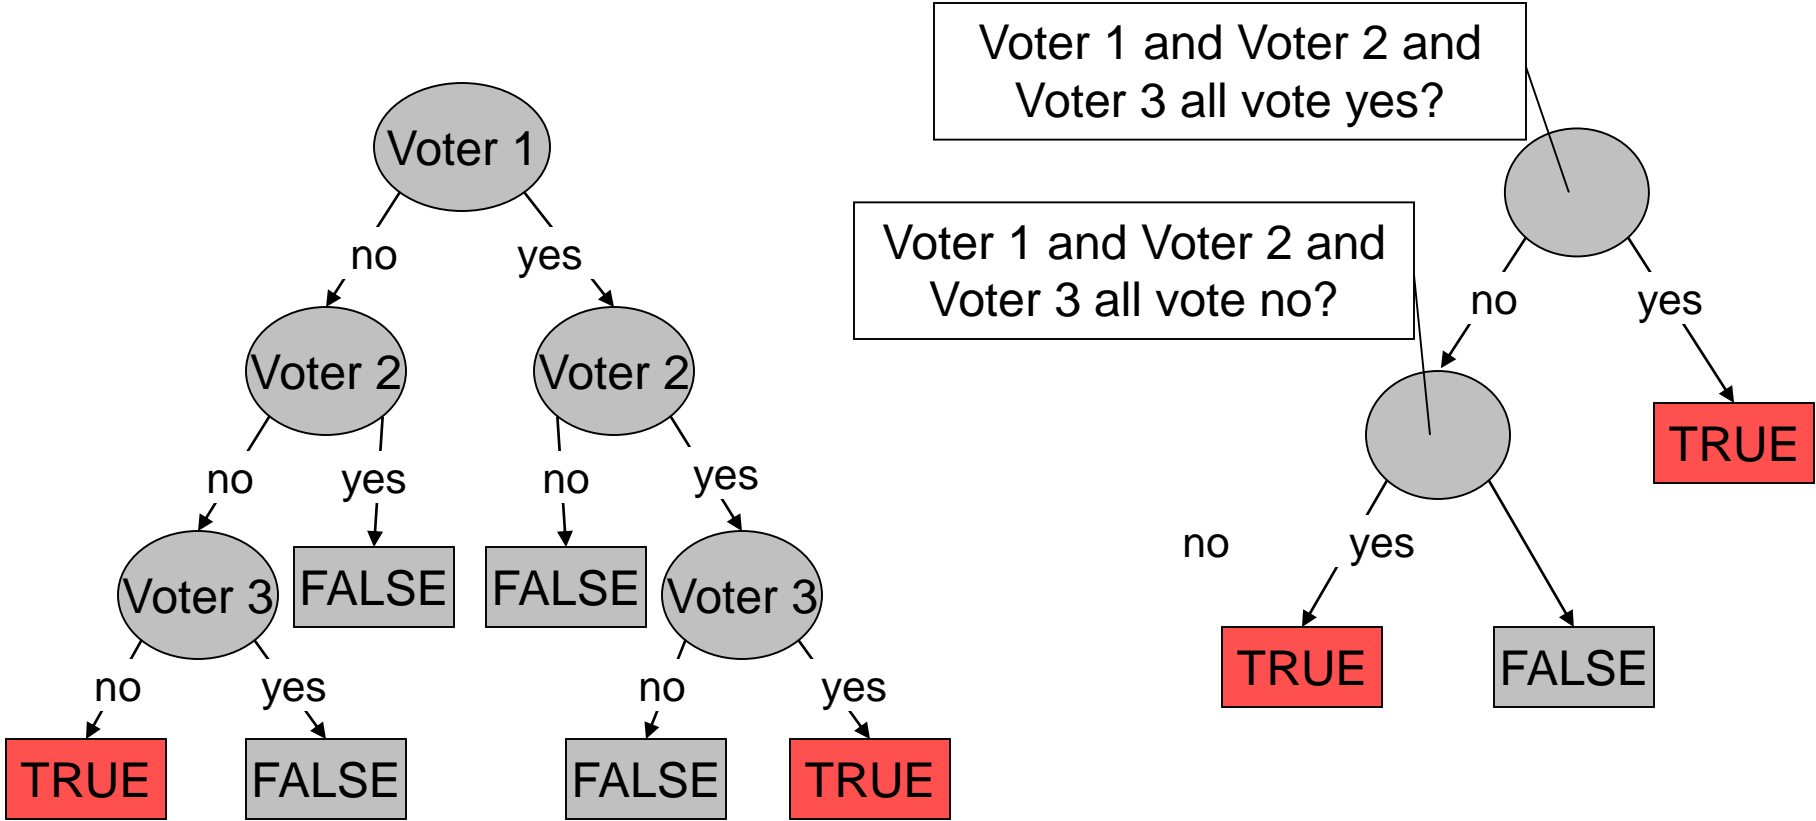 Voter 1 and Voter 2 and
Voter 3 all vote yes?
Voter 1
Voter 1 and Voter 2 and
Voter 3 all vote no?
no
yes
no
yes
Voter 2
Voter 2
TRUE
no
yes
no
yes
no
yes
Voter 3
FALSE
FALSE
Voter 3
TRUE
FALSE
no
yes
no
yes
TRUE
FALSE
FALSE
TRUE